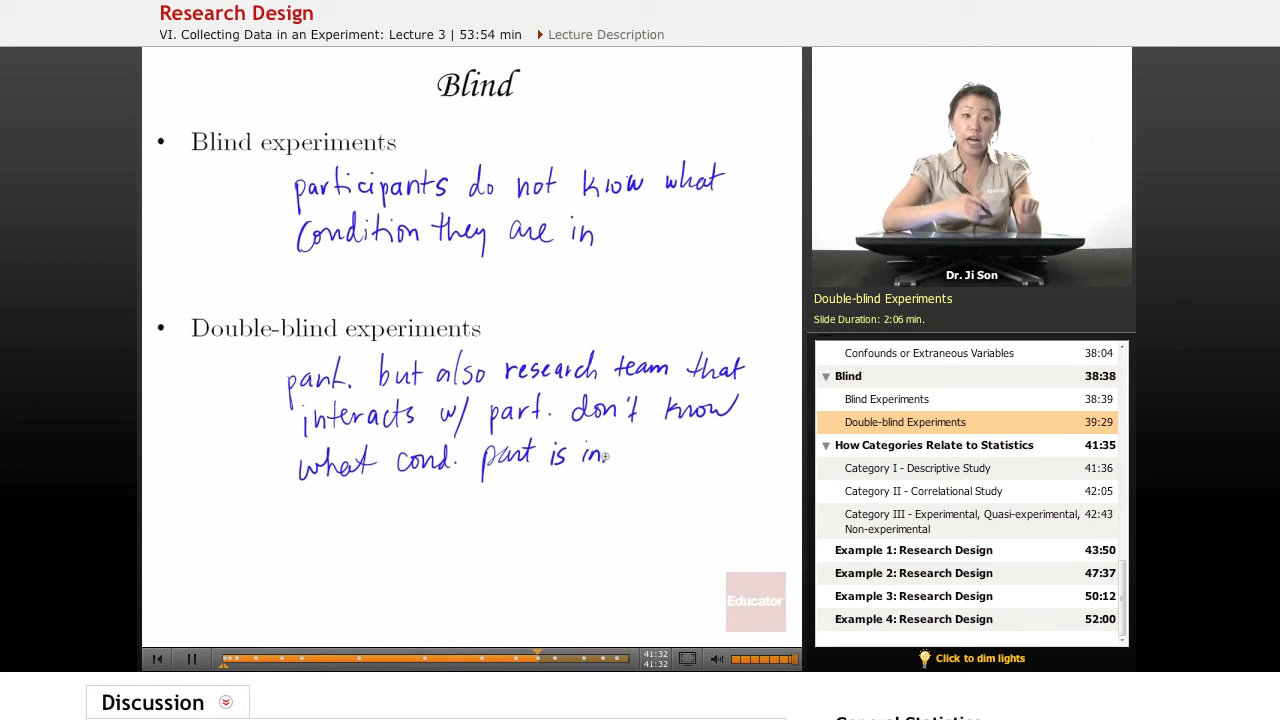 Research Design
VI. Collecting Data in an Experiment: Lecture 3 | 53:54 min Lecture Description
Blind
• Blind experiments
participants do not know what
condition they are in
• Double-blind experiments
part. but also research team that
interacts w/ part. don't know
what cond. part is in.
Educator
Dr. Ji Son
Double-blind Experiments
Slide Duration: 2:06 min.
Confounds or Extraneous Variables 38:04
Blind 38:38
Blind Experiments 38:39
Double-blind Experiments 39:29
How Categories Relate to Statistics 41:35
Category I - Descriptive Study 41:36
Category II - Correlational Study 42:05
Category III - Experimental, Quasi-experimental, 42:43
Non-experimental
Example 1: Research Design 43:50
Example 2: Research Design 47:37
Example 3: Research Design 50:12
Example 4: Research Design 52:00
41:32
41:32
Click to dim lights
Discussion
General Statistics